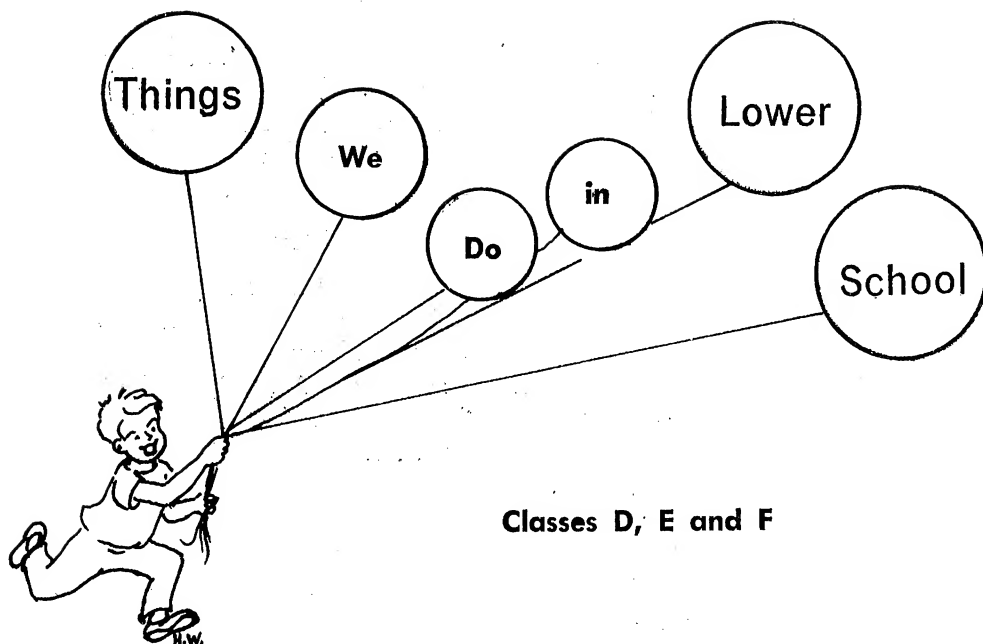 Things
We
Do
in
Lower
School
Classes D, E and F
H.W.